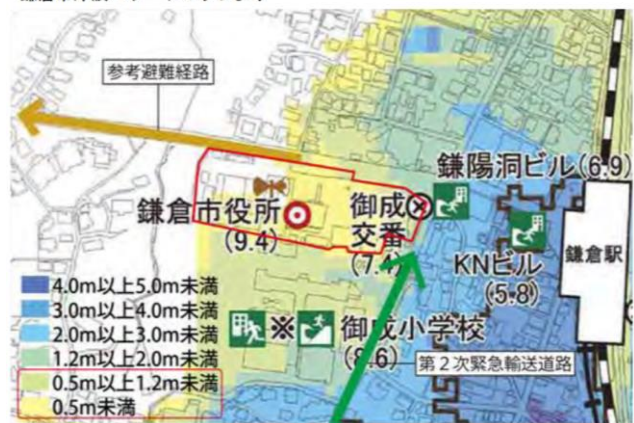 参考避難経路
鎌陽洞ビル(6.9)
鎌倉市役所
(9.4)
御成
交番
(7.4)
鎌倉駅
KNビル
(5.8)
4.0m以上5.0m未満
3.0m以上4.0m未満
2.0m以上3.0m未満
1.2m以上2.0m未満
0.5m以上1.2m未満
0.5m未満
※
御成小学校
(8.6)
第2次緊急輸送道路